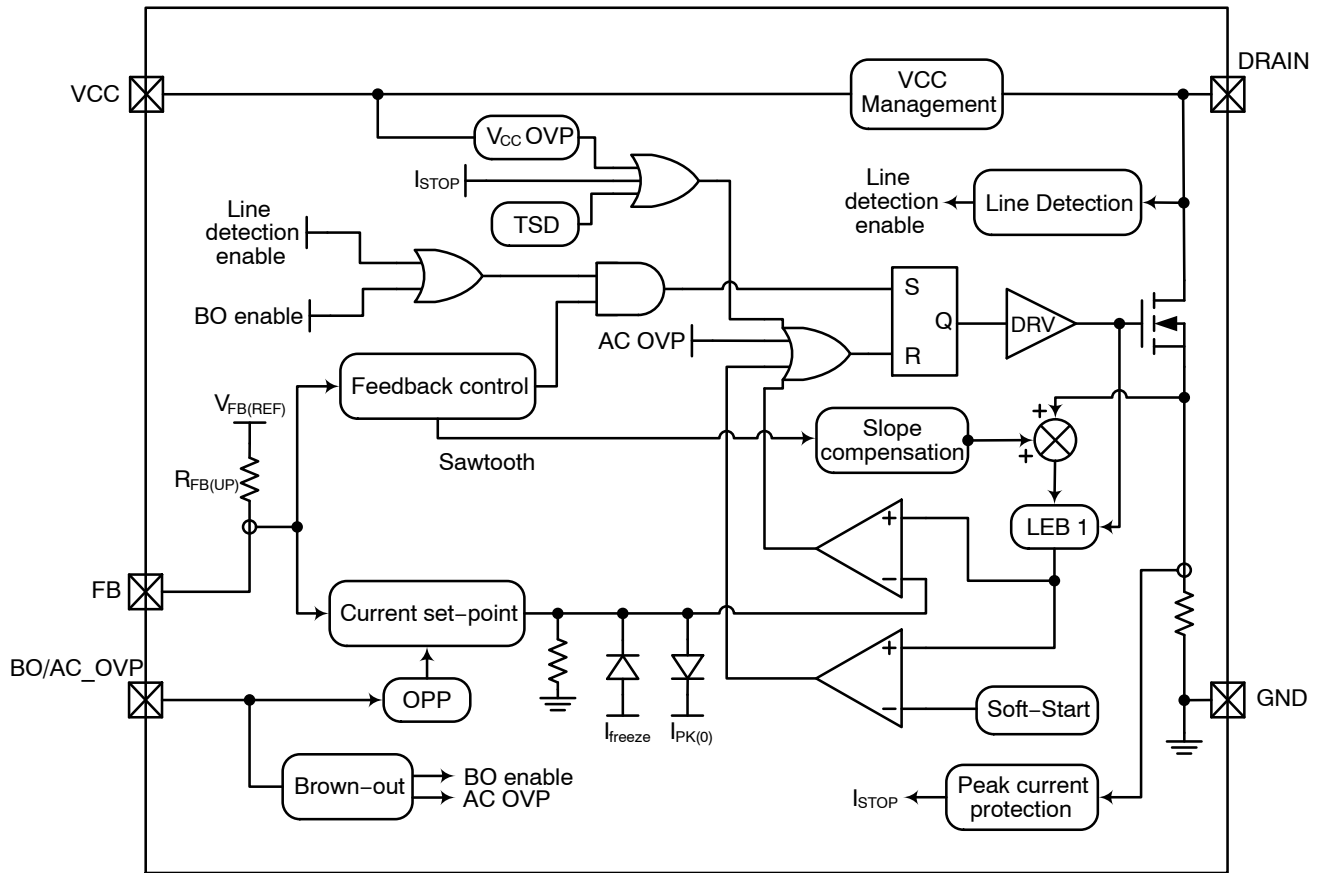 DRAIN
VCC
VCC
Management
VCC OVP
ISTOP
TSD
Line
detection
enable
Line Detection
Line
detection
enable
BO enable
AC OVP
S
Q
R
DRV
Feedback control
VFB(REF)
RFB(UP)
Sawtooth
Slope
compensation
+
+
LEB 1
+
−
FB
Current set−point
BO/AC_OVP
OPP
Ifreeze
IPK(0)
+
−
Soft−Start
GND
Brown−out
BO enable
AC OVP
ISTOP
Peak current
protection